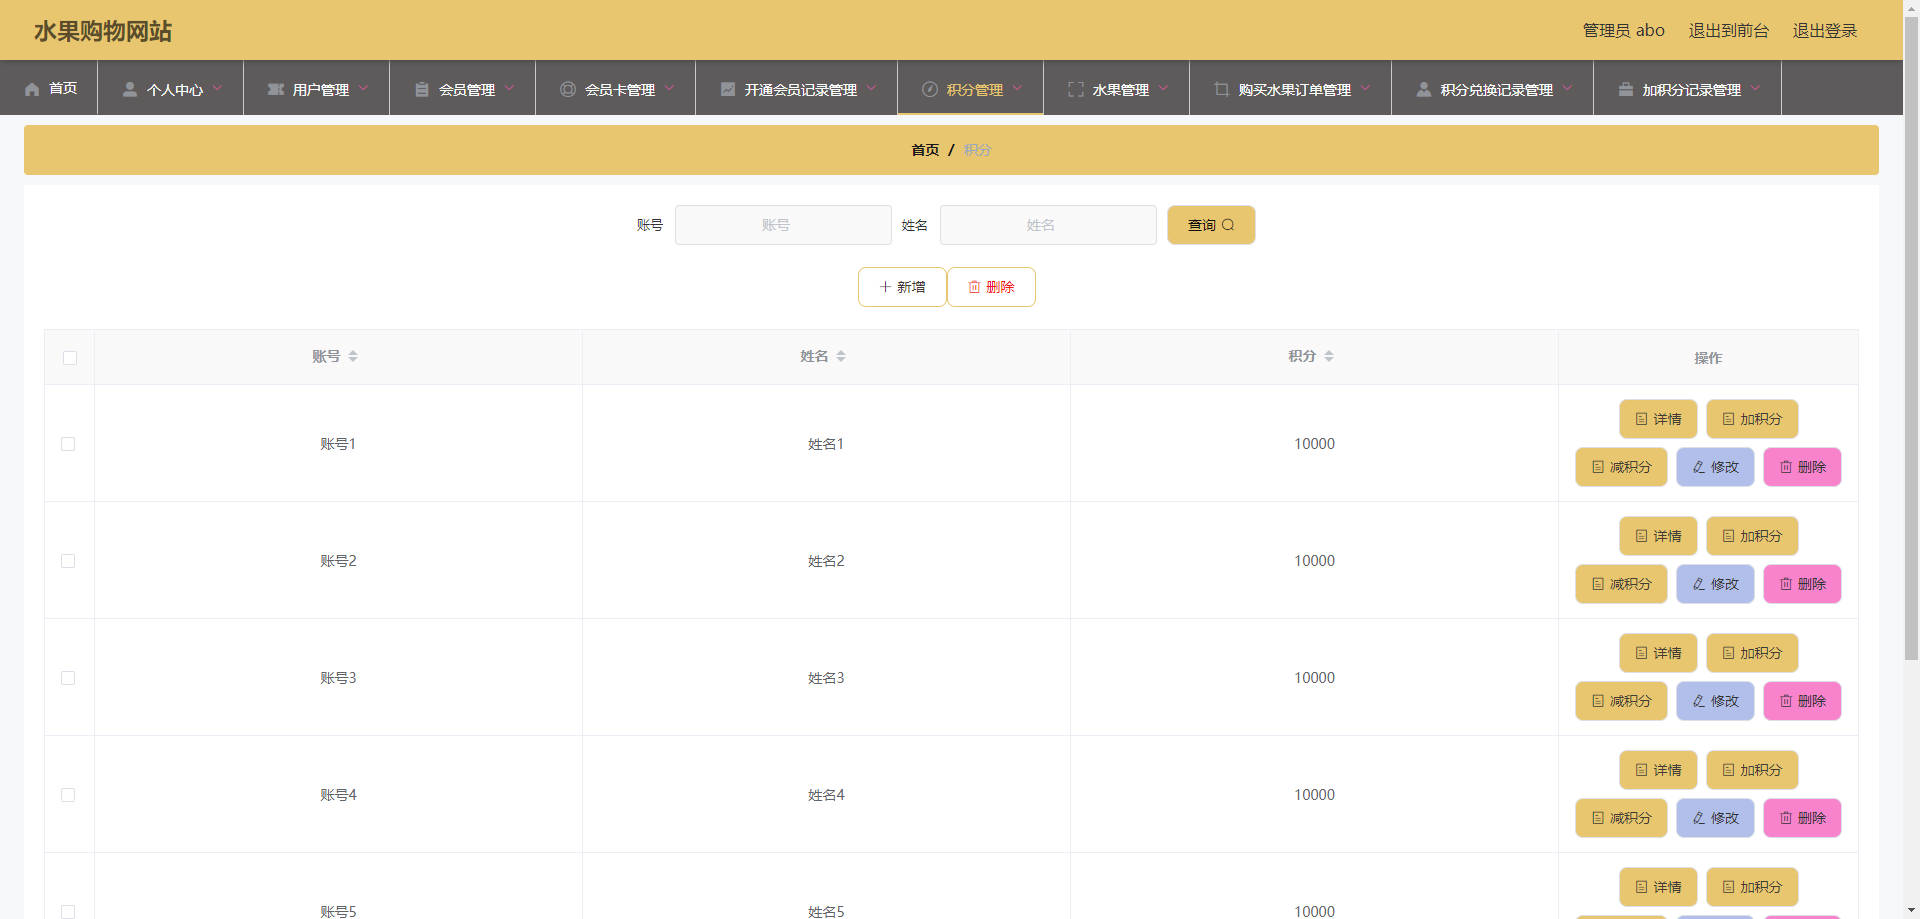 水果购物网站
管理员 abo 退出到前台 退出登录
首页 个人中心 用户管理 会员管理 会员卡管理 开通会员记录管理 积分管理 水果管理 购买水果订单管理 积分兑换记录管理 加积分记录管理
首页 / 积分
账号 账号 姓名 姓名 查询
新增 删除
账号 姓名 积分 操作
账号1 姓名1 10000 详情 加积分
减积分 修改 删除
账号2 姓名2 10000 详情 加积分
减积分 修改 删除
账号3 姓名3 10000 详情 加积分
减积分 修改 删除
账号4 姓名4 10000 详情 加积分
减积分 修改 删除
账号5 姓名5 10000 详情 加积分